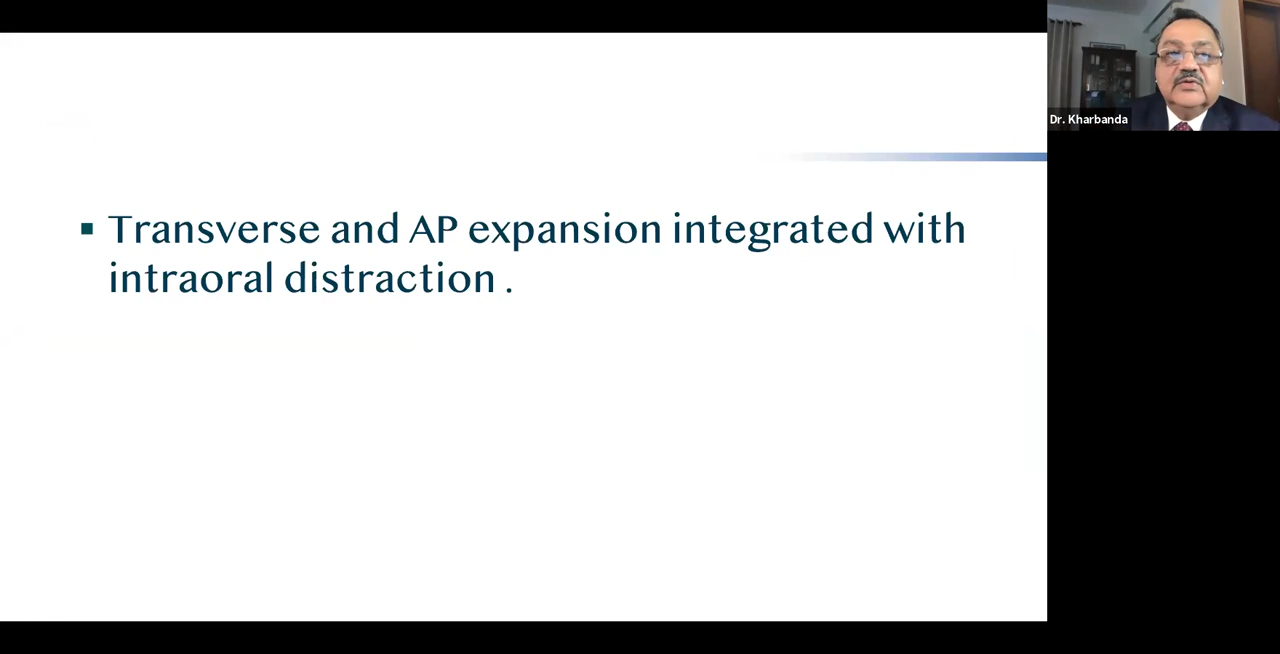 Dr. Kharbanda
▪ Transverse and AP expansion integrated with
intraoral distraction .